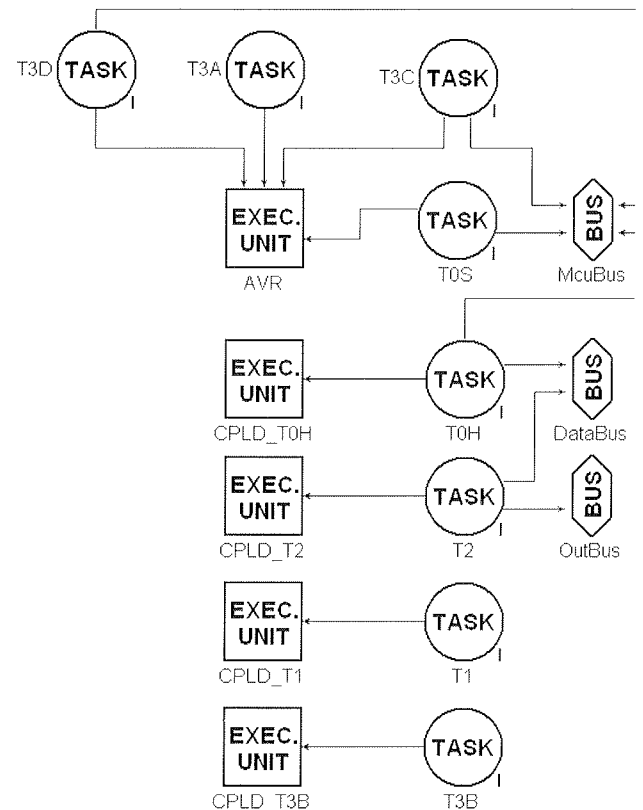 T3D
TASK
I
T3A
TASK
I
T3C
TASK
I
EXEC.
UNIT
AVR
TASK
I
T0S
BUS
McuBus
EXEC.
UNIT
CPLD_T0H
TASK
I
T0H
BUS
DataBus
EXEC.
UNIT
CPLD_T2
TASK
I
T2
BUS
OutBus
EXEC.
UNIT
CPLD_T1
TASK
I
T1
EXEC.
UNIT
CPLD_T3B
TASK
I
T3B